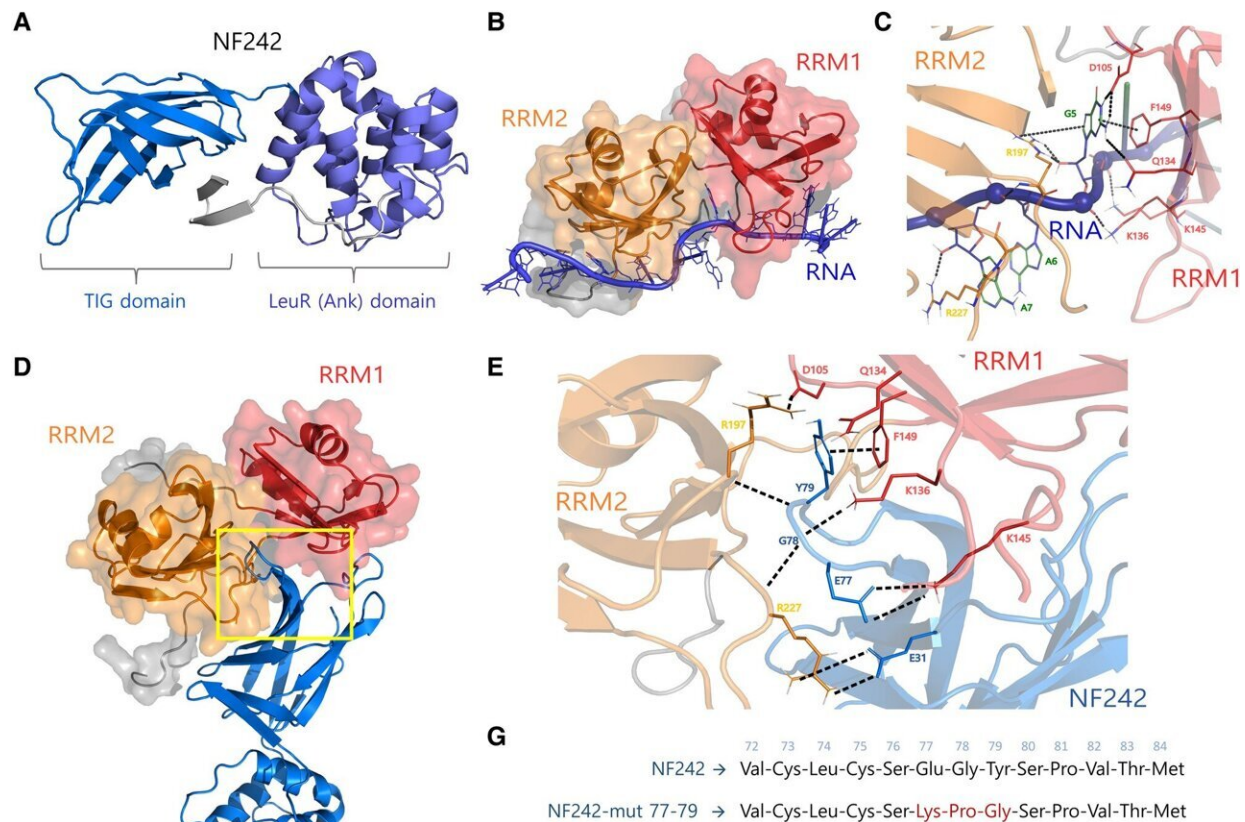 A
NF242
TIG domain
LeuR (Ank) domain
B
RRM1
RRM2
RNA
C
RRM2
D105
F149
G5
R197
Q134
RNA
K136
K145
A6
RRM1
R227
A7
D
RRM1
RRM2
E
RRM1
D105
Q134
R197
F149
RRM2
Y79
K136
G78
K145
E77
R227
E31
NF242
G
72 73 74 75 76 77 78 79 80 81 82 83 84
NF242 → Val-Cys-Leu-Cys-Ser-Glu-Gly-Tyr-Ser-Pro-Val-Thr-Met
NF242-mut 77-79 → Val-Cys-Leu-Cys-Ser-Lys-Pro-Gly-Ser-Pro-Val-Thr-Met